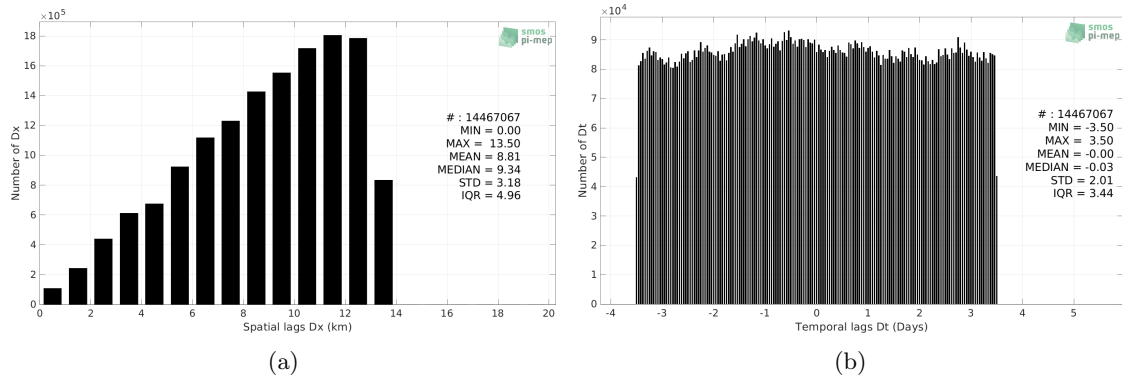 ×10⁵
18
16
14
12
10
8
6
4
2
0
Number of Dx
0 2 4 6 8 10 12 14 16 18 20
Spatial lags Dx (km)
smos
pi-mep
# : 14467067
MIN = 0.00
MAX = 13.50
MEAN = 8.81
MEDIAN = 9.34
STD = 3.18
IQR = 4.96
(a)
×10⁴
9
8
7
6
5
4
3
2
1
0
Number of Dt
-4 -3 -2 -1 0 1 2 3 4 5
Temporal lags Dt (Days)
smos
pi-mep
# : 14467067
MIN = -3.50
MAX = 3.50
MEAN = -0.00
MEDIAN = -0.03
STD = 2.01
IQR = 3.44
(b)